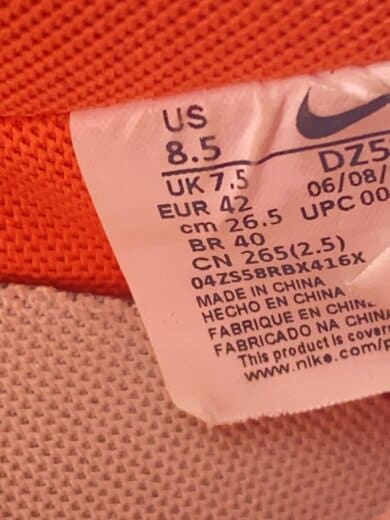 US
8.5
DZ5
UK 7.5
06/08/
EUR 42
UPC 00
cm 26.5
BR 40
CN 265(2.5)
04ZS58RBX416X
MADE IN CHINA
HECHO EN CHINA
FABRIQUE EN CHIN
FABRICADO NA CHINA
This product is cover
www.nike.com/p